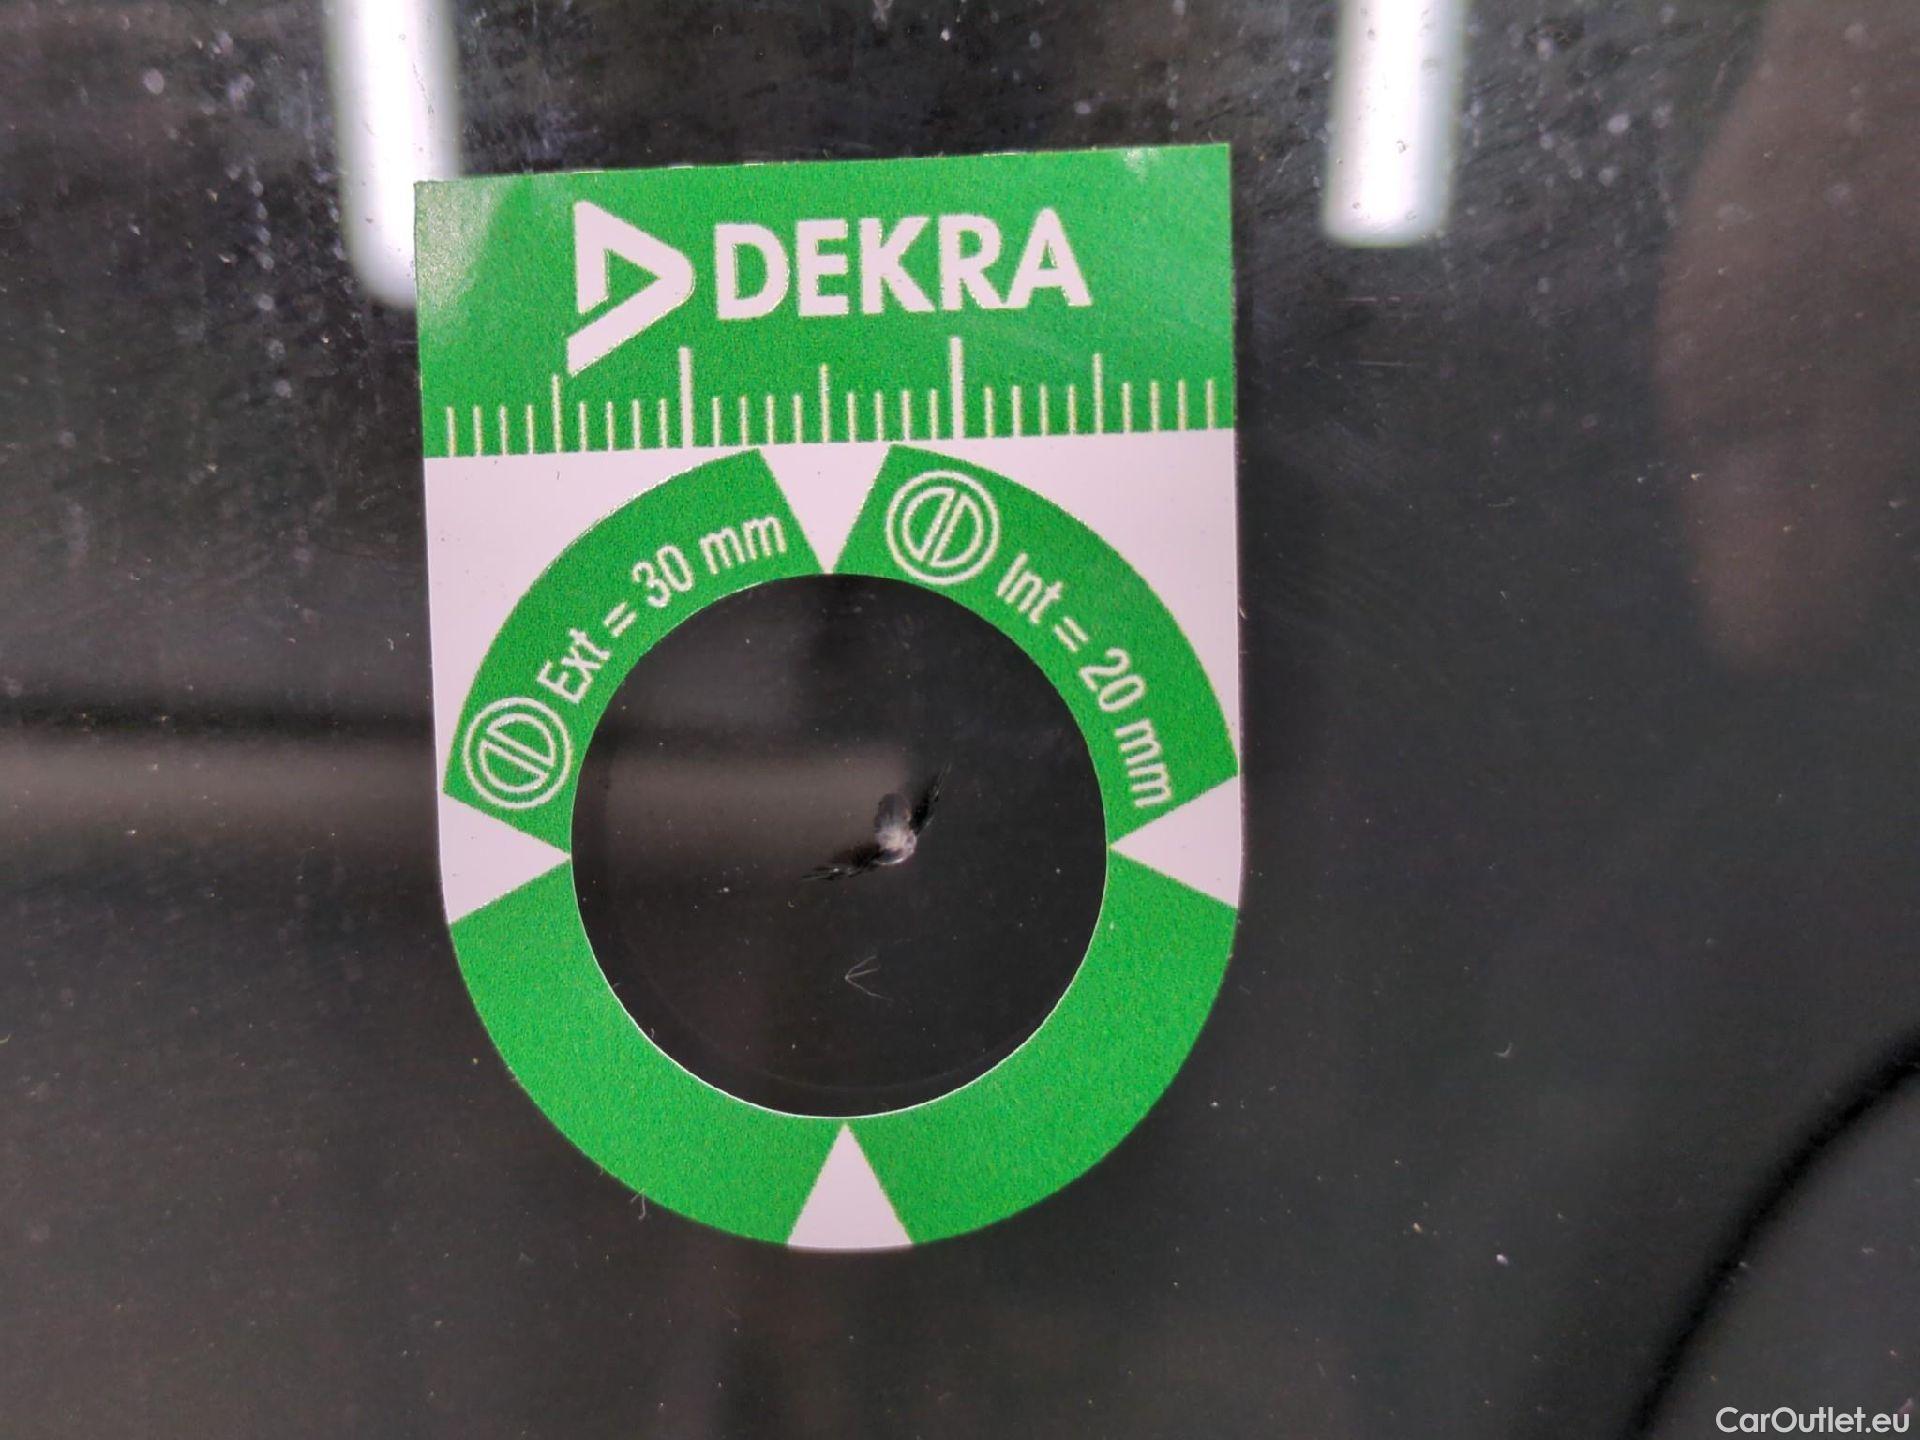 DEKRA
Ext = 30 mm
Int = 20 mm
CarOutlet.eu